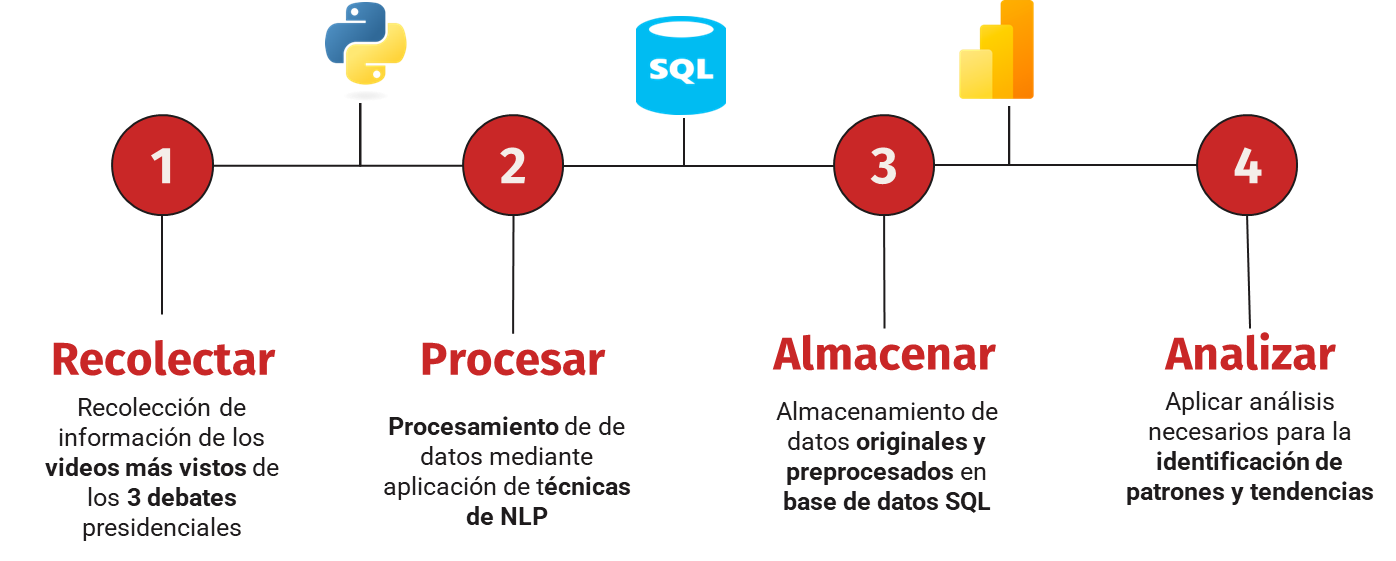 SQL
1
2
3
4
Recolectar
Recolección de
información de los
videos más vistos de
los 3 debates
presidenciales
Procesar
Procesamiento de de
datos mediante
aplicación de técnicas
de NLP
Almacenar
Almacenamiento de
datos originales y
preprocesados en
base de datos SQL
Analizar
Aplicar análisis
necesarios para la
identificación de
patrones y tendencias